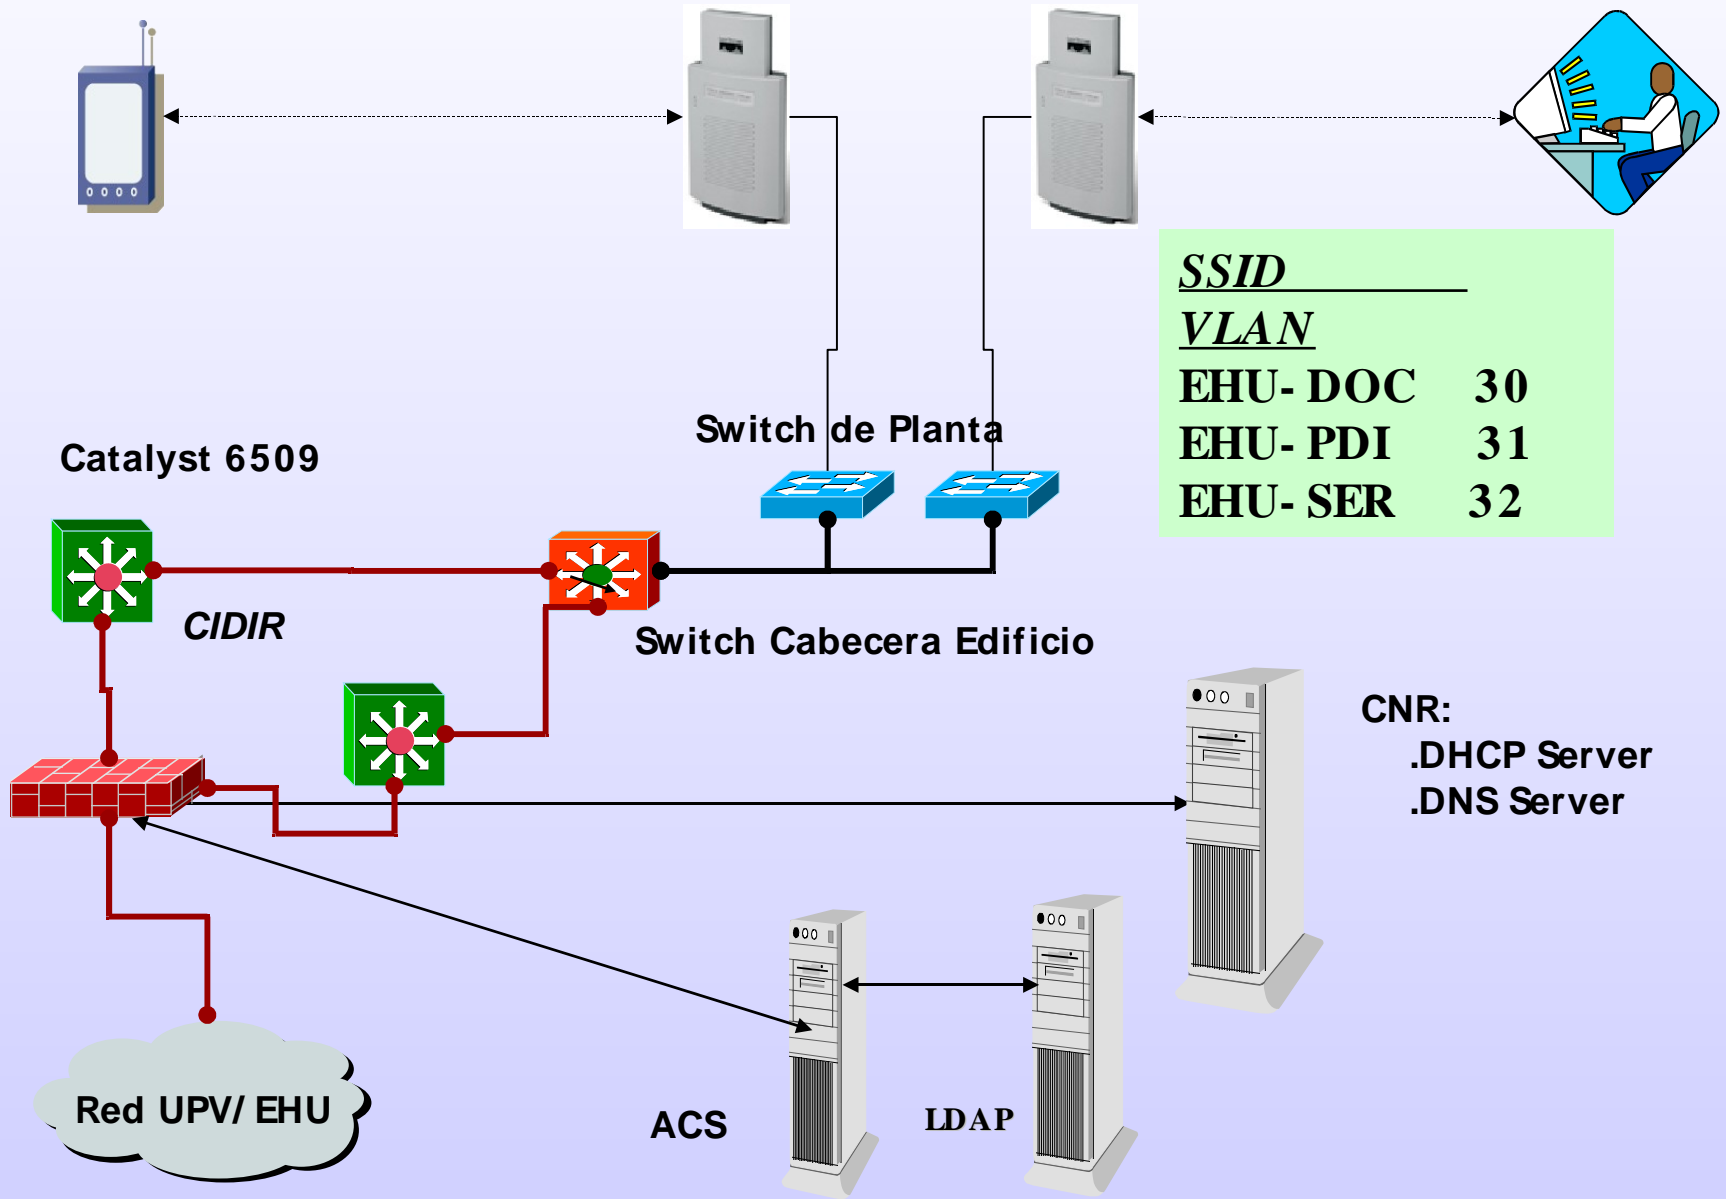 SSID
VLAN
EHU- DOC 30
EHU- PDI 31
EHU- SER 32
Switch de Planta
Catalyst 6509
CIDIR
Switch Cabecera Edificio
CNR:
.DHCP Server
.DNS Server
Red UPV/ EHU
ACS
LDAP